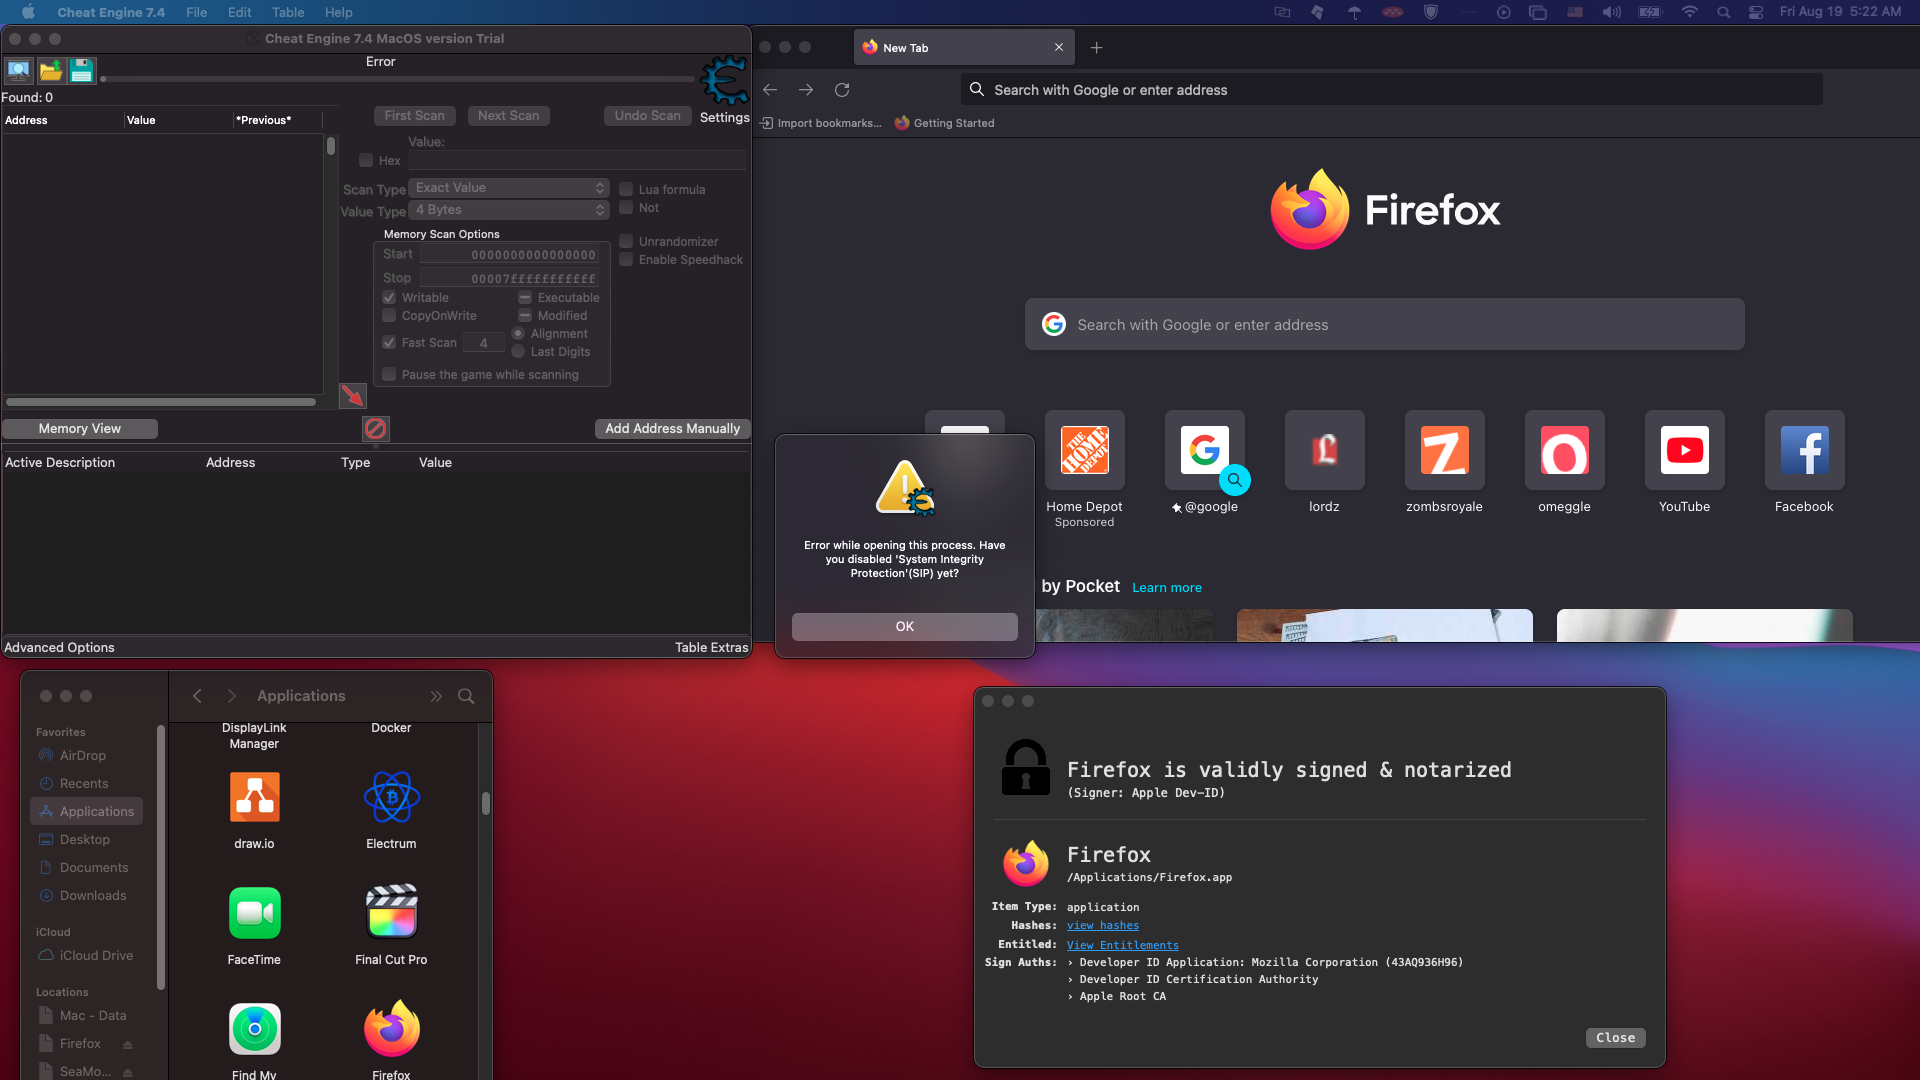 Cheat Engine 7.4 File Edit Table Help
Fri Aug 19 5:22 AM
Cheat Engine 7.4 MacOS version Trial
Error
Found: 0
Address Value *Previous*
First Scan Next Scan Undo Scan
Settings
Value:
Hex
Scan Type Exact Value
Lua formula
Value Type 4 Bytes
Not
Memory Scan Options
Start 0000000000000000
Stop 00007fffffffffff
Unrandomizer
Enable Speedhack
Writable Executable
CopyOnWrite Modified
Fast Scan 4
Alignment
Last Digits
Pause the game while scanning
Memory View
Add Address Manually
Active Description Address Type Value
Advanced Options
Table Extras
New Tab
Search with Google or enter address
Import bookmarks...
Getting Started
Firefox
Search with Google or enter address
THE HOME DEPOT
Home Depot
Sponsored
@google
lordz
zombsroyale
omeggle
YouTube
Facebook
by Pocket
Learn more
Error while opening this process. Have
you disabled 'System Integrity
Protection'(SIP) yet?
OK
Applications
Favorites
AirDrop
Recents
Applications
Desktop
Documents
Downloads
iCloud
iCloud Drive
Locations
Mac - Data
Firefox
SeaMo...
DisplayLink
Manager
Docker
draw.io
Electrum
FaceTime
Final Cut Pro
Find My
Firefox
Firefox is validly signed & notarized
(Signer: Apple Dev-ID)
Firefox
/Applications/Firefox.app
Item Type: application
Hashes: view hashes
Entitled: View Entitlements
Sign Auths: › Developer ID Application: Mozilla Corporation (43AQ936H96)
› Developer ID Certification Authority
› Apple Root CA
Close